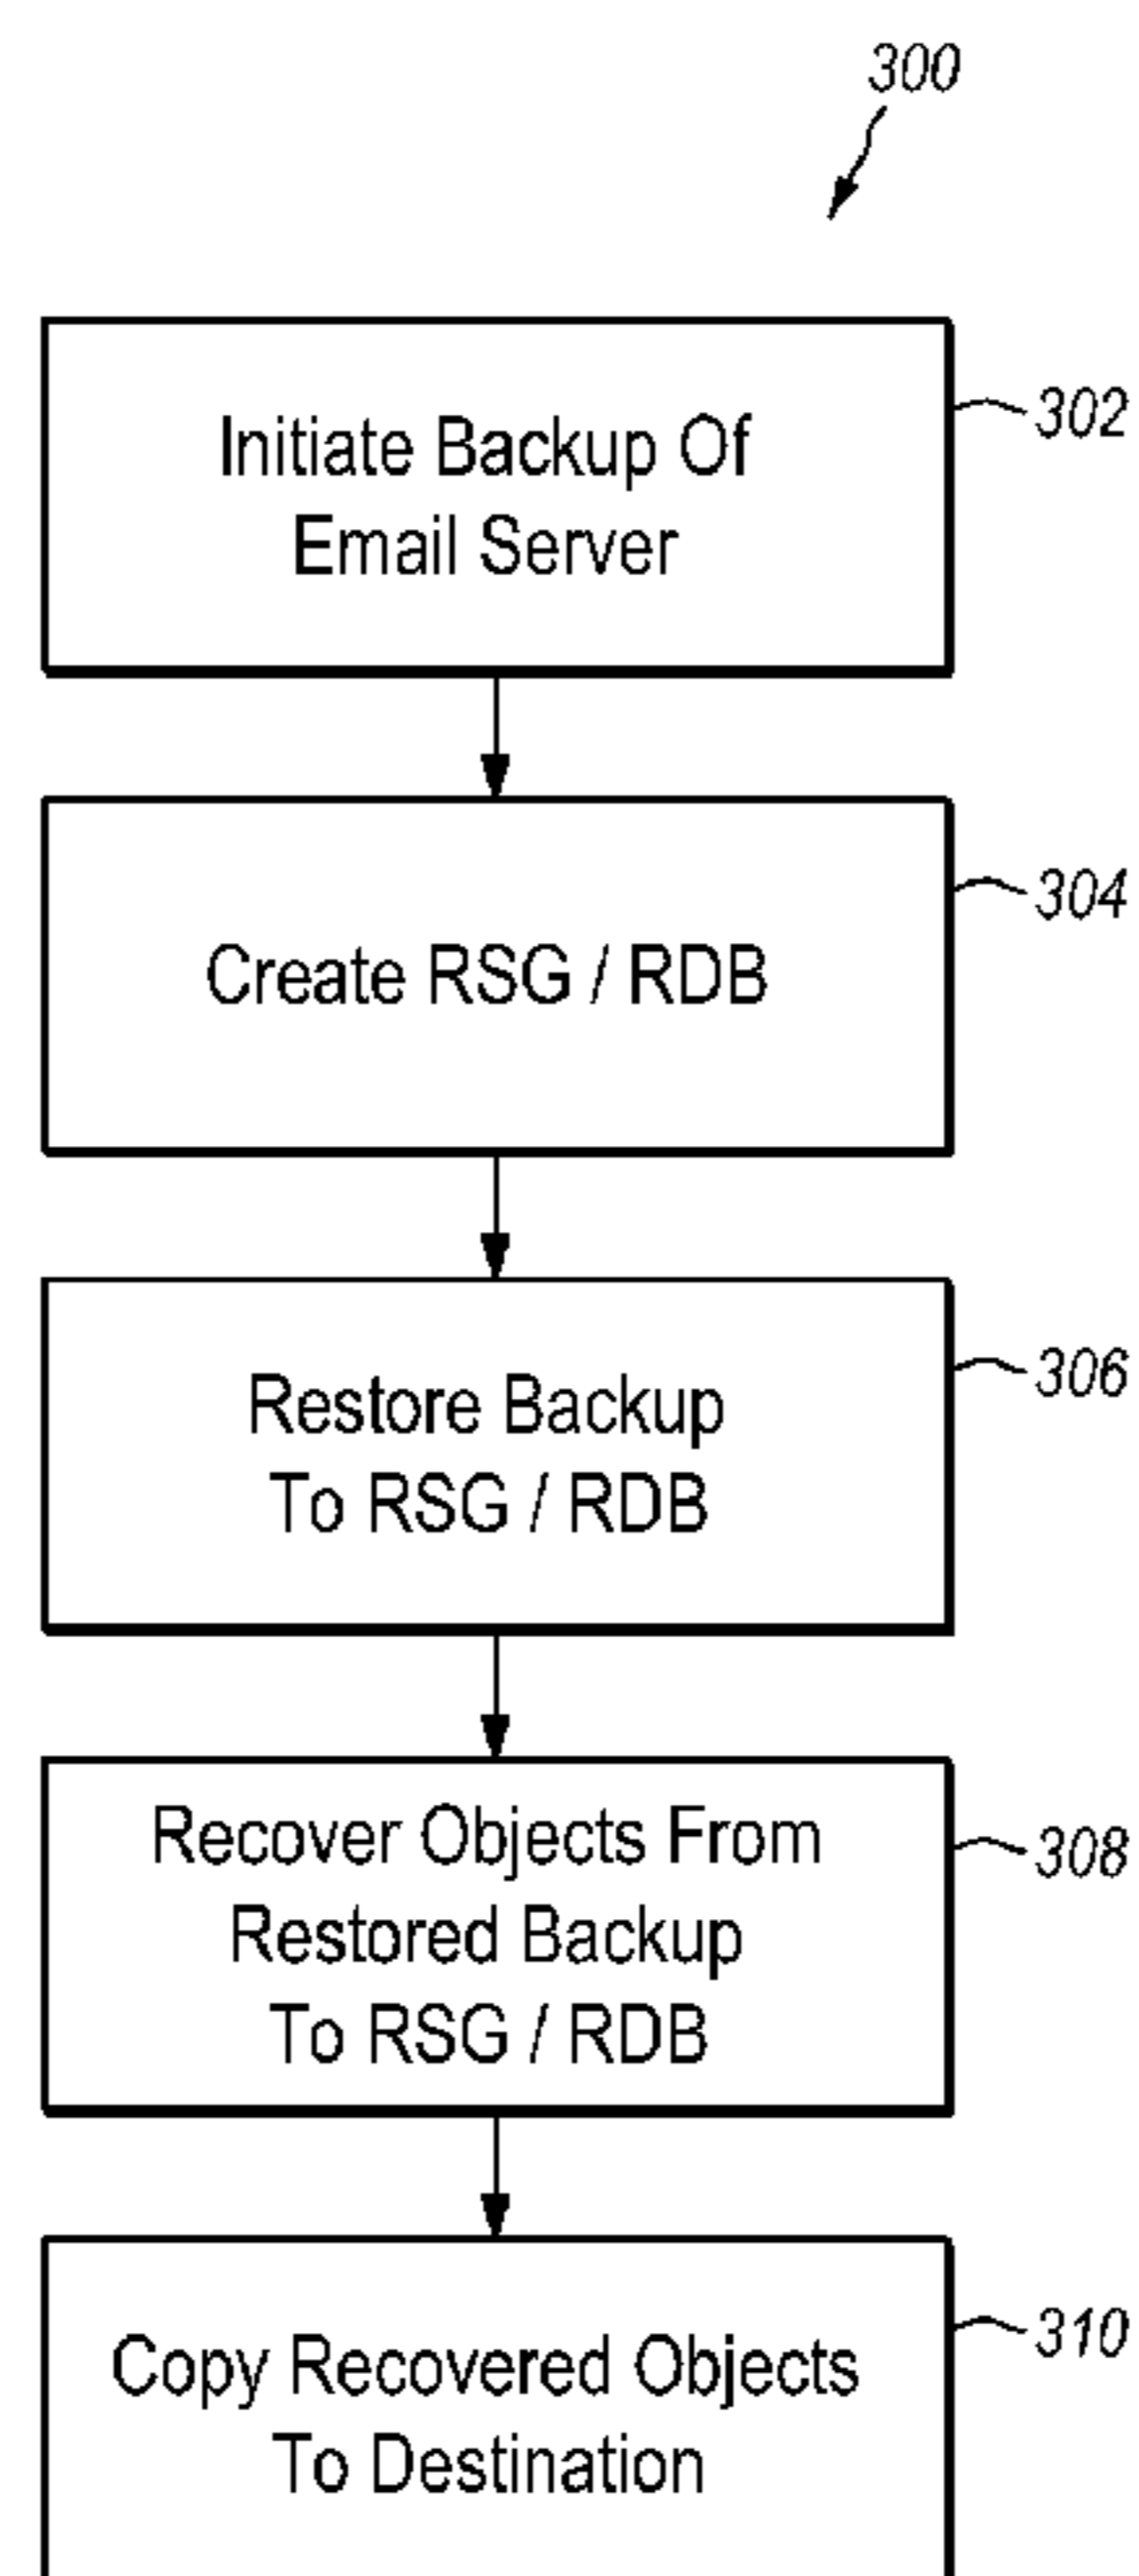 300
Initiate Backup Of
Email Server
302
Create RSG / RDB
304
Restore Backup
To RSG / RDB
306
Recover Objects From
Restored Backup
To RSG / RDB
308
Copy Recovered Objects
To Destination
310